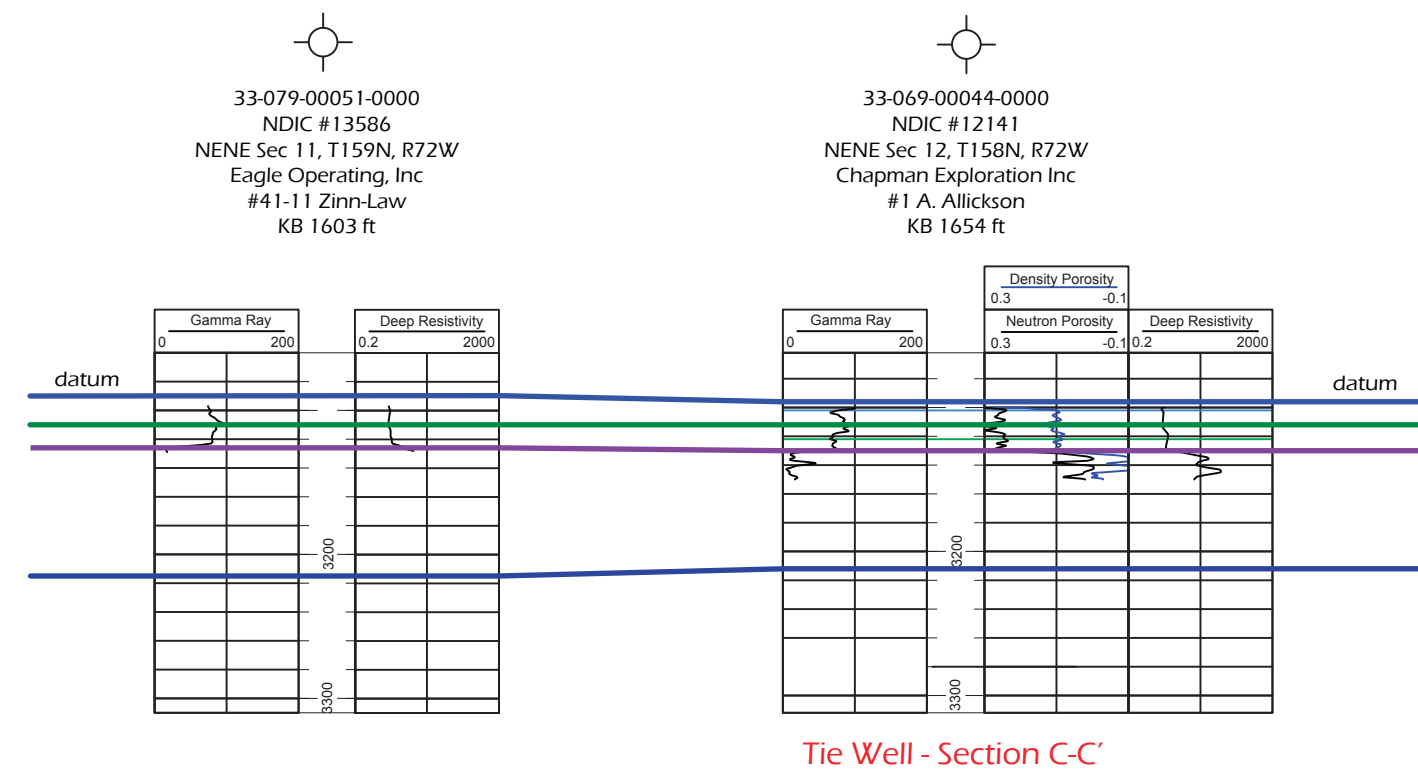 33-079-00051-0000
NDIC #13586
NENE Sec 11, T159N, R72W
Eagle Operating, Inc
#41-11 Zinn-Law
KB 1603 ft
33-069-00044-0000
NDIC #12141
NENE Sec 12, T158N, R72W
Chapman Exploration Inc
#1 A. Allickson
KB 1654 ft
Gamma Ray
0 200
Deep Resistivity
0.2 2000
Gamma Ray
0 200
Density Porosity
0.3 -0.1
Neutron Porosity
0.3 -0.1
Deep Resistivity
0.2 2000
datum
datum
3200
3300
3200
3300
Tie Well - Section C-C’